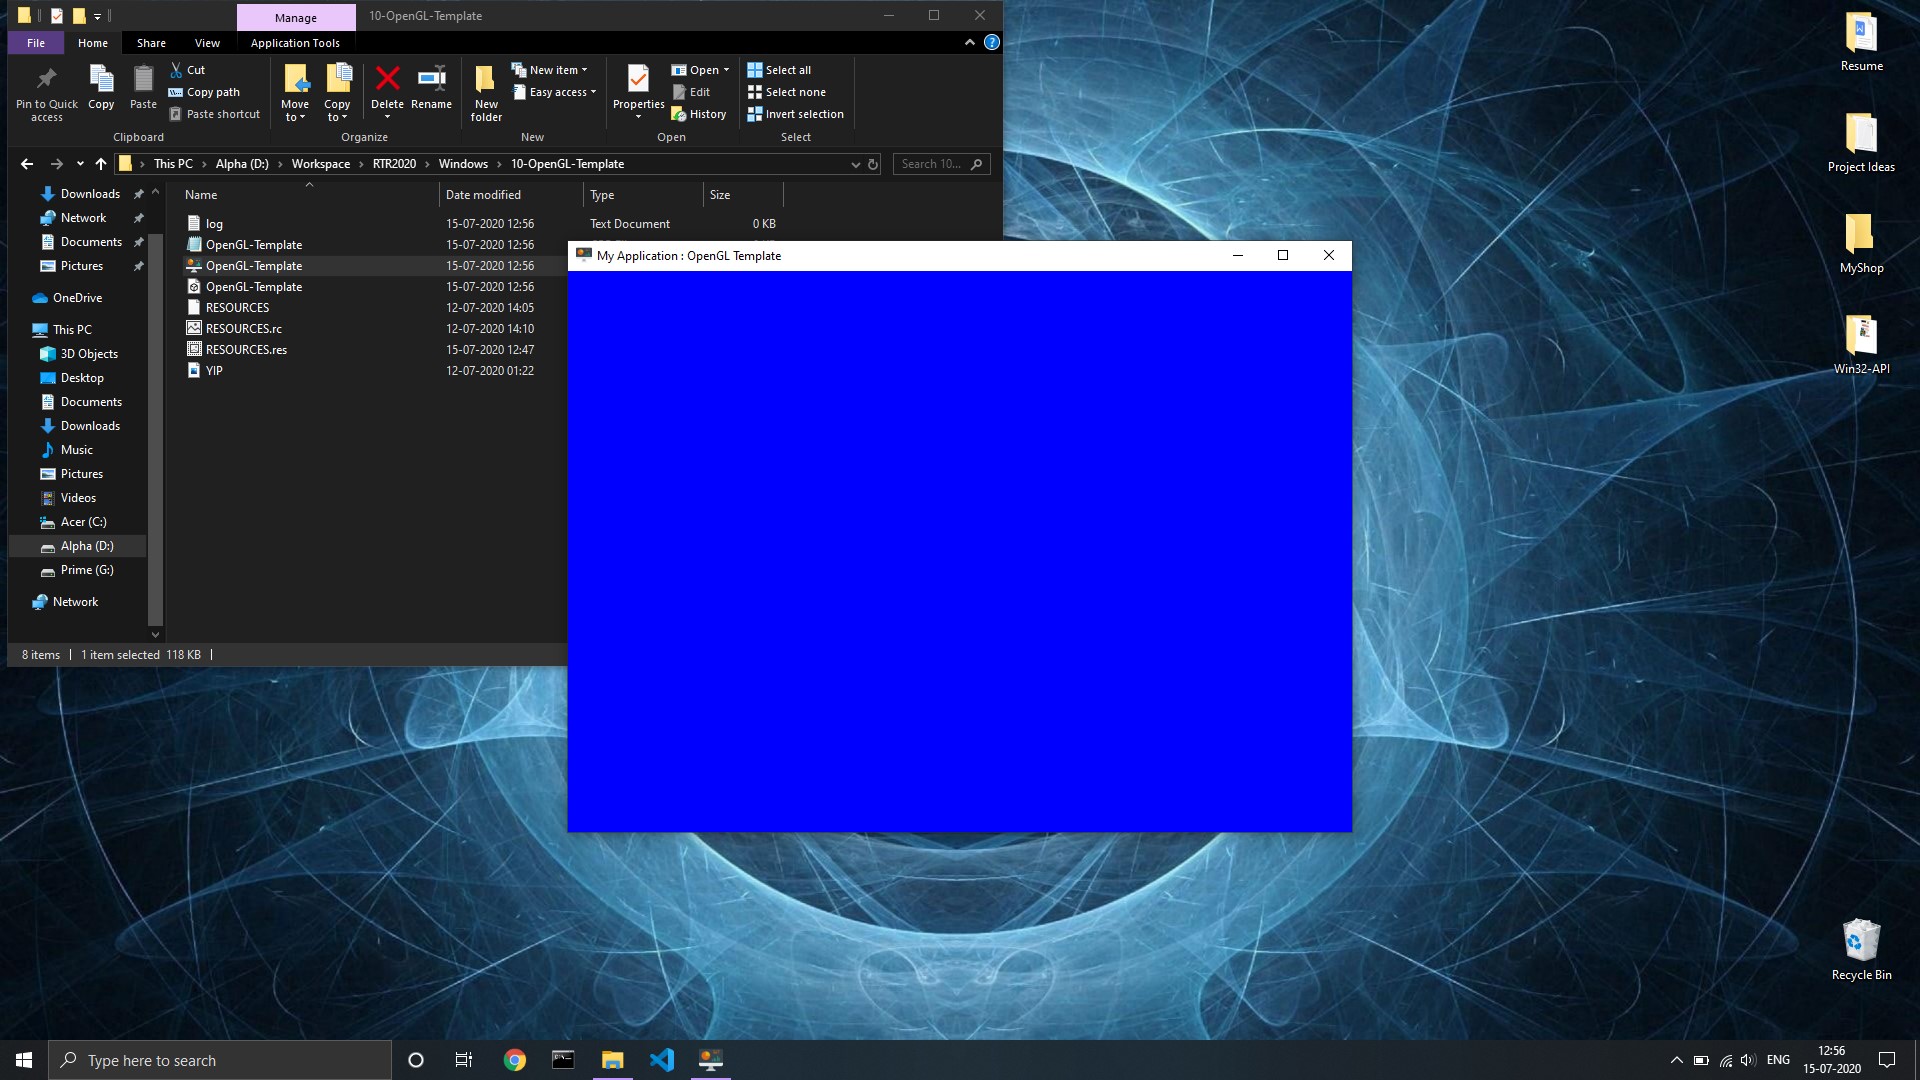 Manage
10-OpenGL-Template
File
Home
Share
View
Application Tools
Pin to Quick access
Copy
Paste
Cut
Copy path
Paste shortcut
Clipboard
Move to
Copy to
Delete
Rename
Organize
New folder
New item
Easy access
New
Properties
Open
Edit
History
Open
Select all
Select none
Invert selection
Select
This PC
Alpha (D:)
Workspace
RTR2020
Windows
10-OpenGL-Template
Search 10...
Downloads
Network
Documents
Pictures
OneDrive
This PC
3D Objects
Desktop
Documents
Downloads
Music
Pictures
Videos
Acer (C:)
Alpha (D:)
Prime (G:)
Network
Name Date modified Type Size
log 15-07-2020 12:56 Text Document 0 KB
OpenGL-Template 15-07-2020 12:56
OpenGL-Template 15-07-2020 12:56
OpenGL-Template 15-07-2020 12:56
RESOURCES 12-07-2020 14:05
RESOURCES.rc 12-07-2020 14:10
RESOURCES.res 15-07-2020 12:47
YIP 12-07-2020 01:22
8 items 1 item selected 118 KB
My Application : OpenGL Template
Resume
Project Ideas
MyShop
Win32-API
Recycle Bin
Type here to search
ENG
12:56
15-07-2020